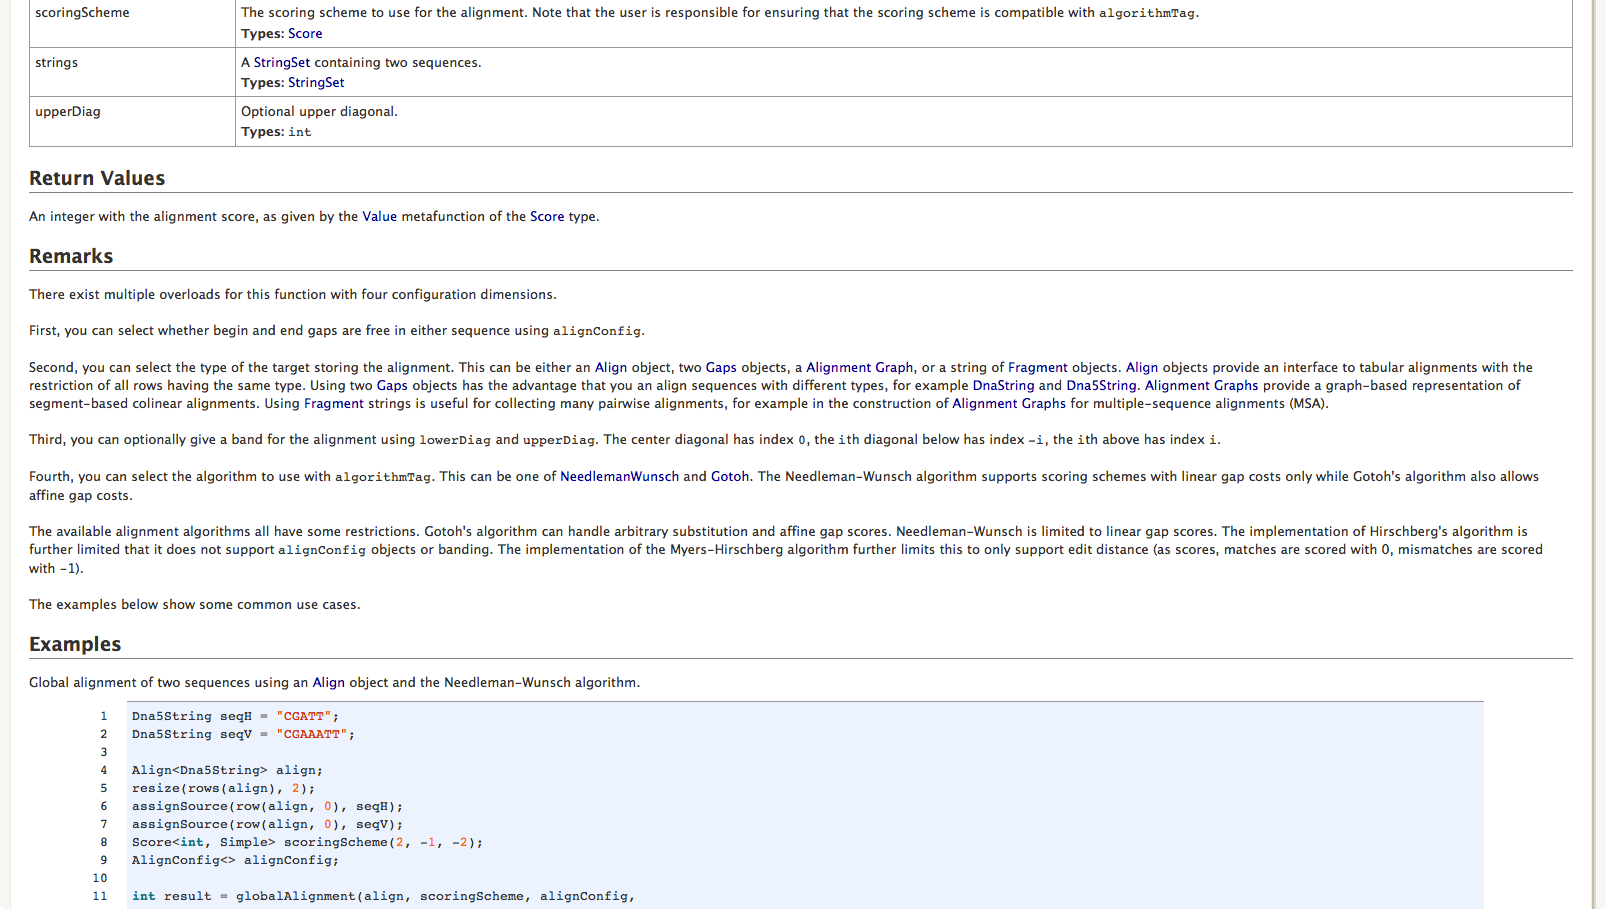 scoringScheme
The scoring scheme to use for the alignment. Note that the user is responsible for ensuring that the scoring scheme is compatible with algorithmTag.
Types: Score
strings
A StringSet containing two sequences.
Types: StringSet
upperDiag
Optional upper diagonal.
Types: int
Return Values
An integer with the alignment score, as given by the Value metafunction of the Score type.
Remarks
There exist multiple overloads for this function with four configuration dimensions.
First, you can select whether begin and end gaps are free in either sequence using alignConfig.
Second, you can select the type of the target storing the alignment. This can be either an Align object, two Gaps objects, a Alignment Graph, or a string of Fragment objects. Align objects provide an interface to tabular alignments with the
restriction of all rows having the same type. Using two Gaps objects has the advantage that you an align sequences with different types, for example DnaString and Dna5String. Alignment Graphs provide a graph-based representation of
segment-based colinear alignments. Using Fragment strings is useful for collecting many pairwise alignments, for example in the construction of Alignment Graphs for multiple-sequence alignments (MSA).
Third, you can optionally give a band for the alignment using lowerDiag and upperDiag. The center diagonal has index 0, the ith diagonal below has index -i, the ith above has index i.
Fourth, you can select the algorithm to use with algorithmTag. This can be one of NeedlemanWunsch and Gotoh. The Needleman-Wunsch algorithm supports scoring schemes with linear gap costs only while Gotoh's algorithm also allows
affine gap costs.
The available alignment algorithms all have some restrictions. Gotoh's algorithm can handle arbitrary substitution and affine gap scores. Needleman-Wunsch is limited to linear gap scores. The implementation of Hirschberg's algorithm is
further limited that it does not support alignConfig objects or banding. The implementation of the Myers-Hirschberg algorithm further limits this to only support edit distance (as scores, matches are scored with 0, mismatches are scored
with -1).
The examples below show some common use cases.
Examples
Global alignment of two sequences using an Align object and the Needleman-Wunsch algorithm.
1 Dna5String seqH = "CGATT";
2 Dna5String seqV = "CGAAATT";
3
4 Align<Dna5String> align;
5 resize(rows(align), 2);
6 assignSource(row(align, 0), seqH);
7 assignSource(row(align, 0), seqV);
8 Score<int, Simple> scoringScheme(2, -1, -2);
9 AlignConfig<> alignConfig;
10
11 int result = globalAlignment(align, scoringScheme, alignConfig,